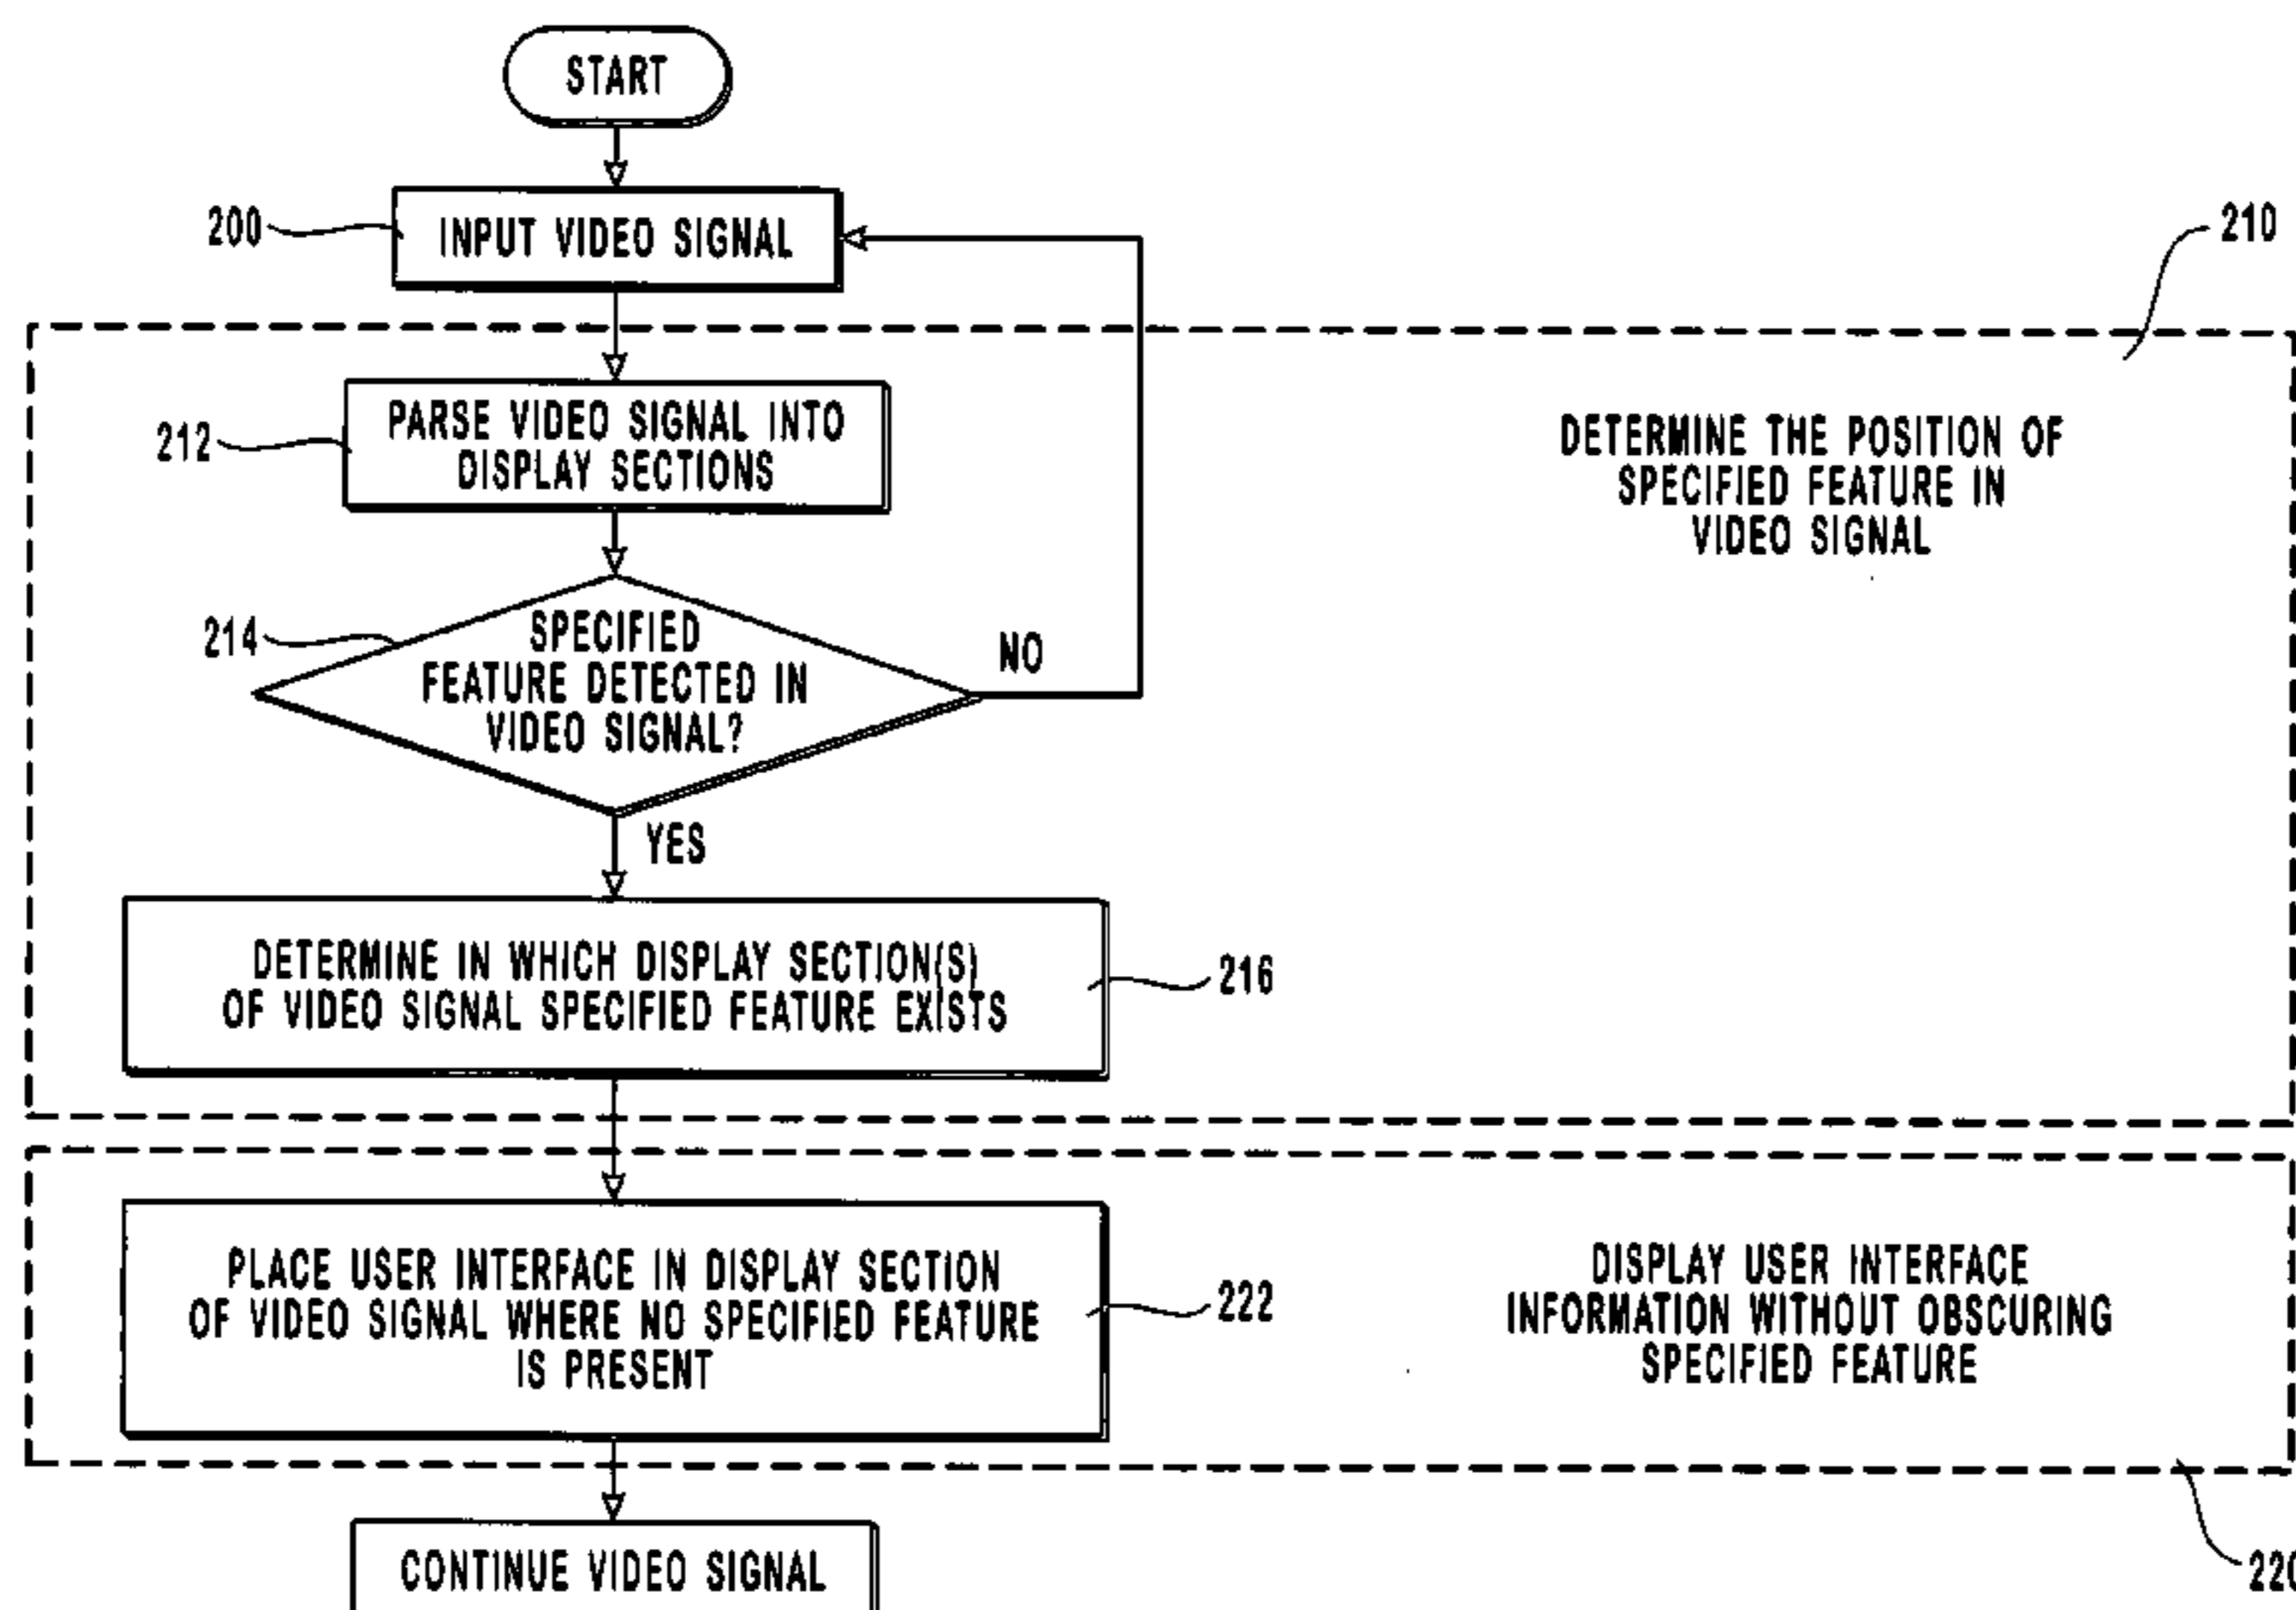 START
200
INPUT VIDEO SIGNAL
210
212
PARSE VIDEO SIGNAL INTO
DISPLAY SECTIONS
DETERMINE THE POSITION OF
SPECIFIED FEATURE IN
VIDEO SIGNAL
214
SPECIFIED
FEATURE DETECTED IN
VIDEO SIGNAL?
NO
YES
DETERMINE IN WHICH DISPLAY SECTION(S)
OF VIDEO SIGNAL SPECIFIED FEATURE EXISTS
216
PLACE USER INTERFACE IN DISPLAY SECTION
OF VIDEO SIGNAL WHERE NO SPECIFIED FEATURE
IS PRESENT
222
DISPLAY USER INTERFACE
INFORMATION WITHOUT OBSCURING
SPECIFIED FEATURE
CONTINUE VIDEO SIGNAL
220